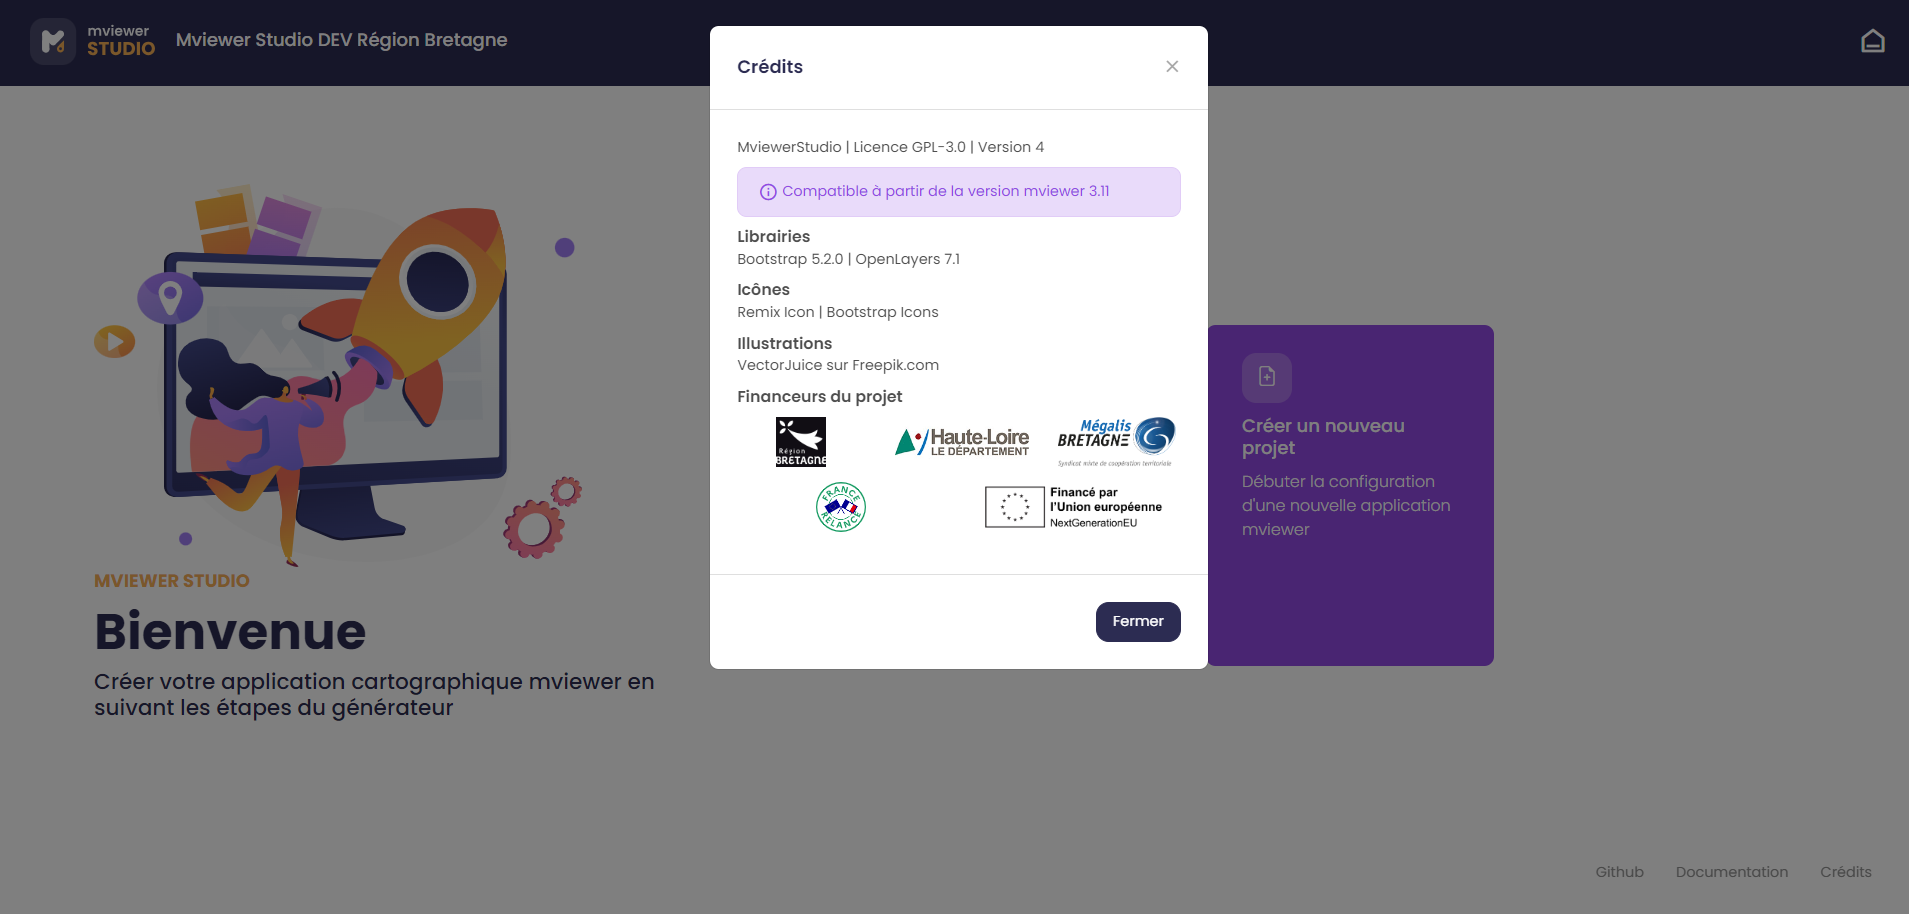 mviewer
STUDIO
Mviewer Studio DEV Région Bretagne
Crédits
MviewerStudio | Licence GPL-3.0 | Version 4
Compatible à partir de la version mviewer 3.11
Librairies
Bootstrap 5.2.0 | OpenLayers 7.1
Icônes
Remix Icon | Bootstrap Icons
Illustrations
VectorJuice sur Freepik.com
Financeurs du projet
Région
BRETAGNE
Haute-Loire
LE DÉPARTEMENT
Mégalis
BRETAGNE
Syndicat mixte de coopération territoriale
FRANCE
RELANCE
Financé par
l'Union européenne
NextGenerationEU
Fermer
MVIEWER STUDIO
Bienvenue
Créer votre application cartographique mviewer en
suivant les étapes du générateur
Créer un nouveau
projet
Débuter la configuration
d'une nouvelle application
mviewer
Github
Documentation
Crédits